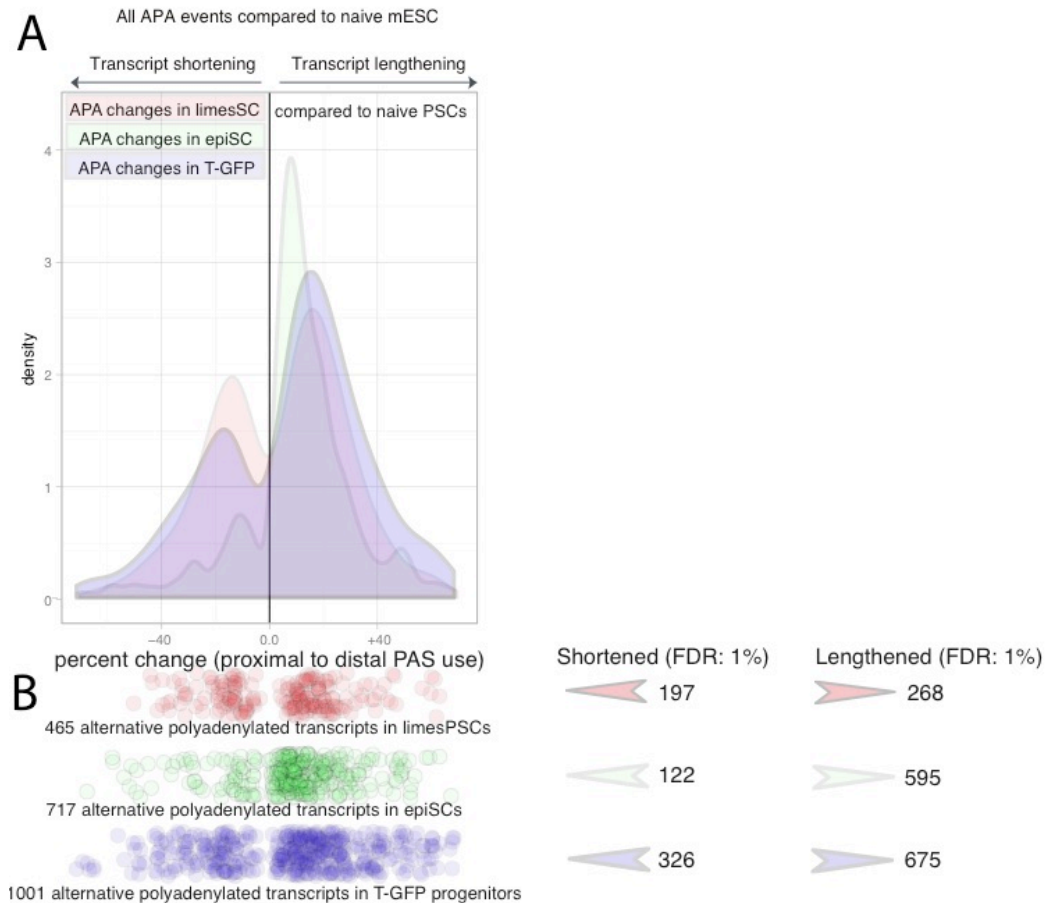 All APA events compared to naive mESC
A
Transcript shortening Transcript lengthening
APA changes in limesSC compared to naive PSCs
APA changes in epiSC
APA changes in T-GFP
4
3
2
1
0
density
−40 0.0 +40
percent change (proximal to distal PAS use)
B
Shortened (FDR: 1%) Lengthened (FDR: 1%)
197 268
465 alternative polyadenylated transcripts in limesPSCs
122 595
717 alternative polyadenylated transcripts in epiSCs
326 675
1001 alternative polyadenylated transcripts in T-GFP progenitors